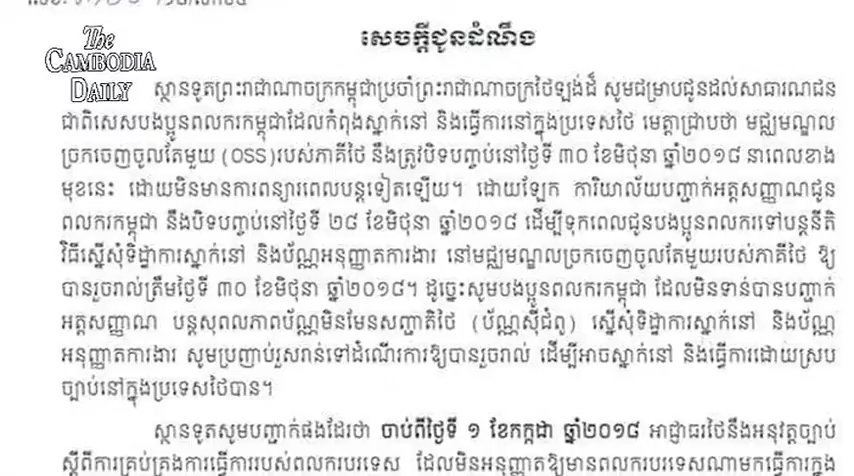 The
CAMBODIA
DAILY
សេចក្តីជូនដំណឹង
ស្ថានទូតព្រះរាជាណាចក្រកម្ពុជាប្រចាំព្រះរាជាណាចក្រថៃឡង់ដ៍ សូមជម្រាបជូនដល់សាធារណជន
ជាពិសេសបងប្អូនពលករកម្ពុជាដែលកំពុងស្នាក់នៅ និងធ្វើការនៅក្នុងប្រទេសថៃ មេត្តាជ្រាបថា មជ្ឈមណ្ឌល
ច្រកចេញចូលតែមួយ (OSS) របស់ភាគីថៃ នឹងត្រូវបិទបញ្ចប់នៅថ្ងៃទី ៣០ ខែមិថុនា ឆ្នាំ២០១៨ នាពេលខាង
មុខនេះ ដោយមិនមានការពន្យារពេលបន្តទៀតឡើយ។ ដោយឡែក ការិយាល័យបញ្ជាក់អត្តសញ្ញាណជូន
ពលករកម្ពុជា នឹងបិទបញ្ចប់នៅថ្ងៃទី ២៨ ខែមិថុនា ឆ្នាំ២០១៨ ដើម្បីទុកពេលជូនបងប្អូនពលករទៅបន្តនីតិ
វិធីស្នើសុំទិដ្ឋាការស្នាក់នៅ និងប័ណ្ណអនុញ្ញាតការងារ នៅមជ្ឈមណ្ឌលច្រកចេញចូលតែមួយរបស់ភាគីថៃ ឱ្យ
បានរួចរាល់ត្រឹមថ្ងៃទី ៣០ ខែមិថុនា ឆ្នាំ២០១៨។ ដូច្នេះសូមបងប្អូនពលករកម្ពុជា ដែលមិនទាន់បានបញ្ជាក់
អត្តសញ្ញាណ បន្តសុពលភាពប័ណ្ណមិនមែនសញ្ជាតិថៃ (ប័ណ្ណស៊ីជំពូ) ស្នើសុំទិដ្ឋាការស្នាក់នៅ និងប័ណ្ណ
អនុញ្ញាតការងារ សូមប្រញាប់រួសរាន់ទៅដំណើរការឱ្យបានរួចរាល់ ដើម្បីអាចស្នាក់នៅ និងធ្វើការដោយស្រប
ច្បាប់នៅក្នុងប្រទេសថៃបាន។
ស្ថានទូតសូមបញ្ជាក់ផងដែរថា ចាប់ពីថ្ងៃទី ១ ខែកក្កដា ឆ្នាំ២០១៨ អាជ្ញាធរថៃនឹងអនុវត្តច្បាប់
ស្តីពីការគ្រប់គ្រងការធ្វើការរបស់ពលករបរទេស ដែលមិនអនុញ្ញាតឱ្យមានពលករបរទេសណាមកធ្វើការក្នុង